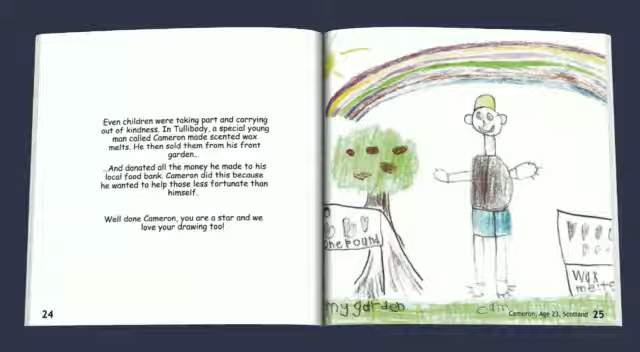 Even children were taking part and carrying
out of kindness. In Tullibody, a special young
man called Cameron made scented wax
melts. He then sold them from his front
garden...
...And donated all the money he made to his
local food bank. Cameron did this because
he wanted to help those less fortunate than
himself.
Well done Cameron, you are a star and we
love your drawing too!
24
one Pound
Wax
melts
my garden
cam
Cameron, Age 23, Scotland 25